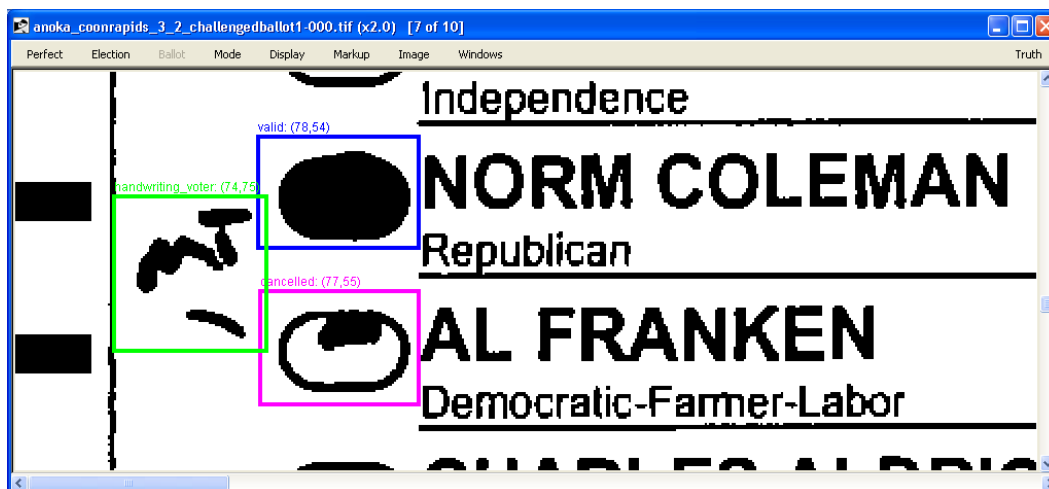 anoka_coonrapids_3_2_challengedballot1-000.tif (x2.0) [7 of 10]
Perfect Election Ballot Mode Display Markup Image Windows Truth
Independence
valid: (78,54)
NORM COLEMAN
handwriting_voter: (74,75)
Republican
cancelled: (77,55)
AL FRANKEN
Democratic-Farmer-Labor